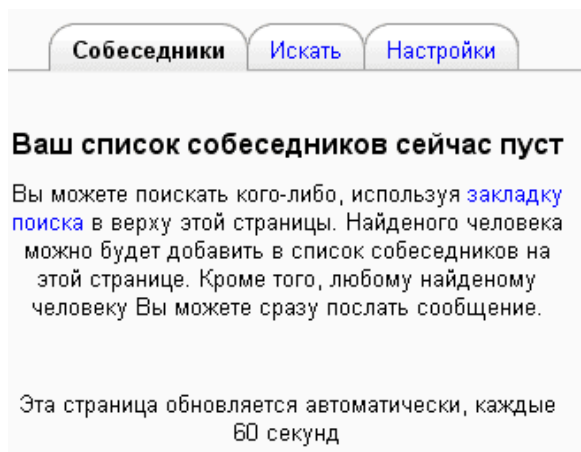 Собеседники Искать Настройки
Ваш список собеседников сейчас пуст
Вы можете поискать кого-либо, используя закладку
поиска в верху этой страницы. Найденого человека
можно будет добавить в список собеседников на
этой странице. Кроме того, любому найденому
человеку Вы можете сразу послать сообщение.
Эта страница обновляется автоматически, каждые
60 секунд